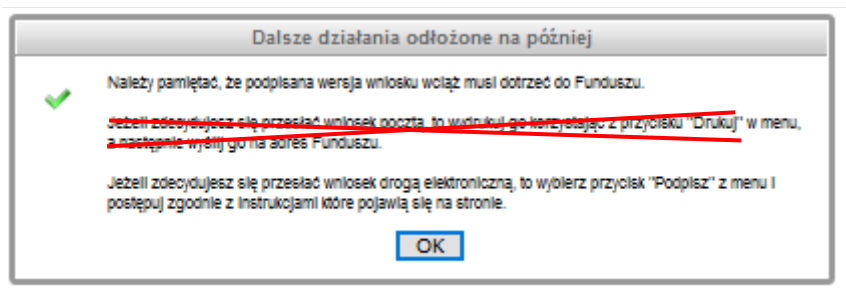 Dalsze działania odłożone na później
Należy pamiętać, że podpisana wersja wniosku wciąż musi dotrzeć do Funduszu.
Jeżeli zdecydujesz się przesłać wniosek pocztą, to wydrukuj go korzystając z przycisku "Drukuj" w menu,
a następnie wyślij go na adres Funduszu.
Jeżeli zdecydujesz się przesłać wniosek drogą elektroniczną, to wybierz przycisk "Podpisz" z menu i
postępuj zgodnie z instrukcjami które pojawią się na stronie.
OK